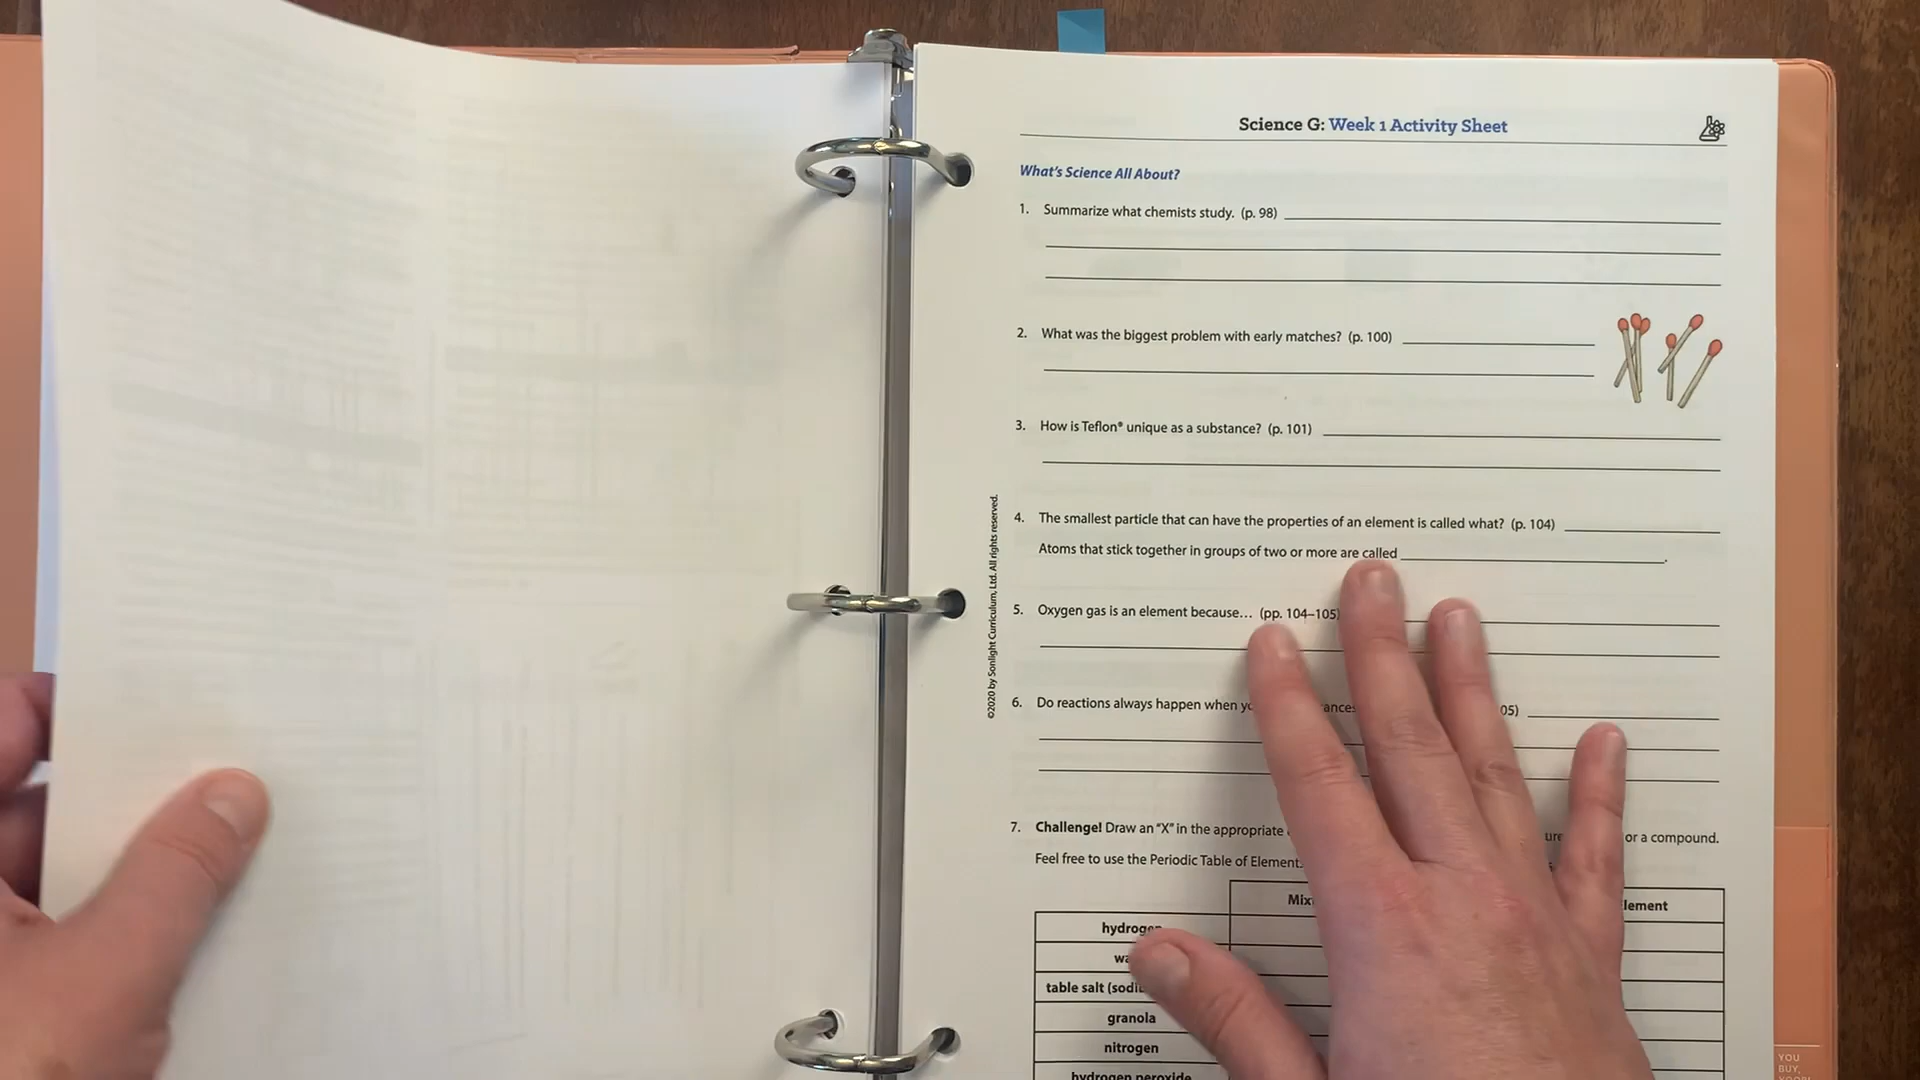 Science G: Week 1 Activity Sheet
What's Science All About?
1. Summarize what chemists study. (p. 98)
2. What was the biggest problem with early matches? (p. 100)
3. How is Teflon® unique as a substance? (p. 101)
4. The smallest particle that can have the properties of an element is called what? (p. 104)
Atoms that stick together in groups of two or more are called .
5. Oxygen gas is an element because… (pp. 104–105)
6. Do reactions always happen when 05)
7. Challenge! Draw an "X" in the appropriate or a compound.
Feel free to use the Periodic Table of
hydrogen
table salt
granola
nitrogen
hydrogen peroxide
©2020 by Sonlight Curriculum, Ltd. All rights reserved.
YOU
BUY,